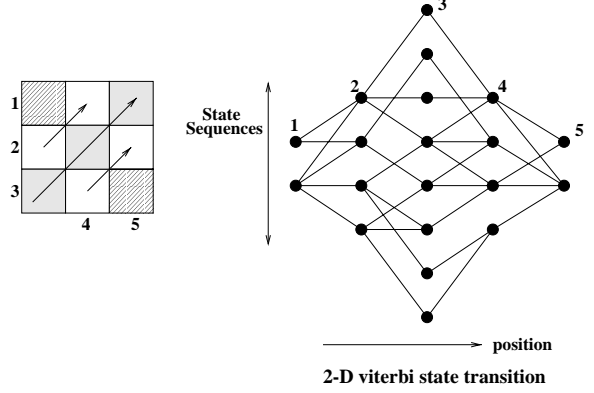 1
2
3
4 5
State
Sequences
1
2
3
4
5
position
2-D viterbi state transition